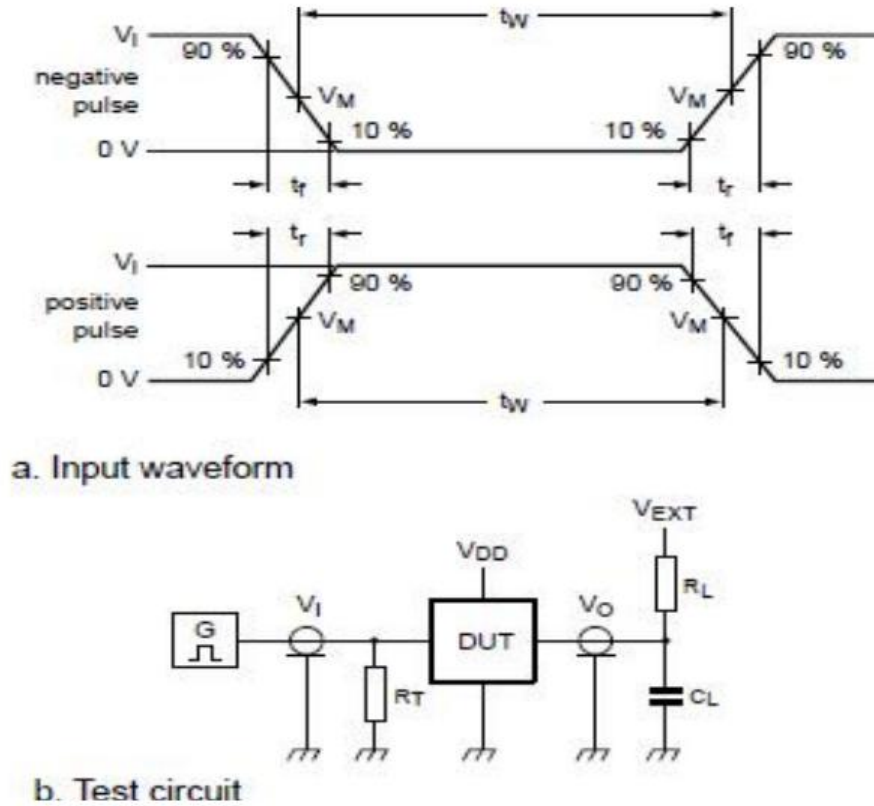 tW
VI
90 %
90 %
negative
pulse
VM
VM
10 %
10 %
0 V
tf
tr
tr
tf
VI
90 %
90 %
positive
pulse
VM
VM
10 %
10 %
0 V
tW
a. Input waveform
VEXT
VDD
RL
VI
VO
G
DUT
RT
CL
b. Test circuit